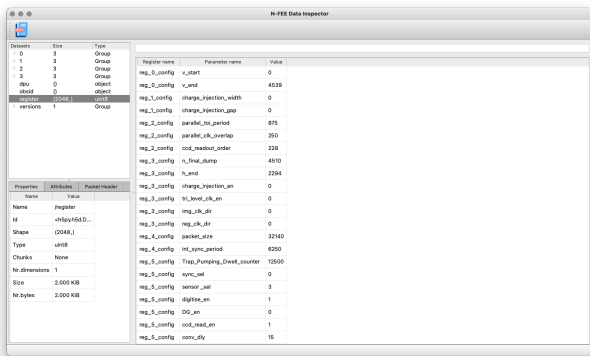 N-FEE Data Inspector
Datasets Size Type
0 3 Group
1 3 Group
2 3 Group
3 3 Group
dpu () object
obsid () object
register (2048,) uint8
versions 1 Group
Properties Attributes Packet Header
Name Value
Name /register
Id <h5py.h5d.D...
Shape (2048,)
Type uint8
Chunks None
Nr.dimensions 1
Size 2.000 KiB
Nr.bytes 2.000 KiB
Register name Parameter name Value
reg_0_config v_start 0
reg_0_config v_end 4539
reg_1_config charge_injection_width 0
reg_1_config charge_injection_gap 0
reg_2_config parallel_toi_period 875
reg_2_config parallel_clk_overlap 250
reg_2_config ccd_readout_order 228
reg_3_config n_final_dump 4510
reg_3_config h_end 2294
reg_3_config charge_injection_en 0
reg_3_config tri_level_clk_en 0
reg_3_config img_clk_dir 0
reg_3_config reg_clk_dir 0
reg_4_config packet_size 32140
reg_4_config int_sync_period 6250
reg_5_config Trap_Pumping_Dwell_counter 12500
reg_5_config sync_sel 0
reg_5_config sensor_sel 3
reg_5_config digitise_en 1
reg_5_config DG_en 0
reg_5_config ccd_read_en 1
reg_5_config conv_dly 15